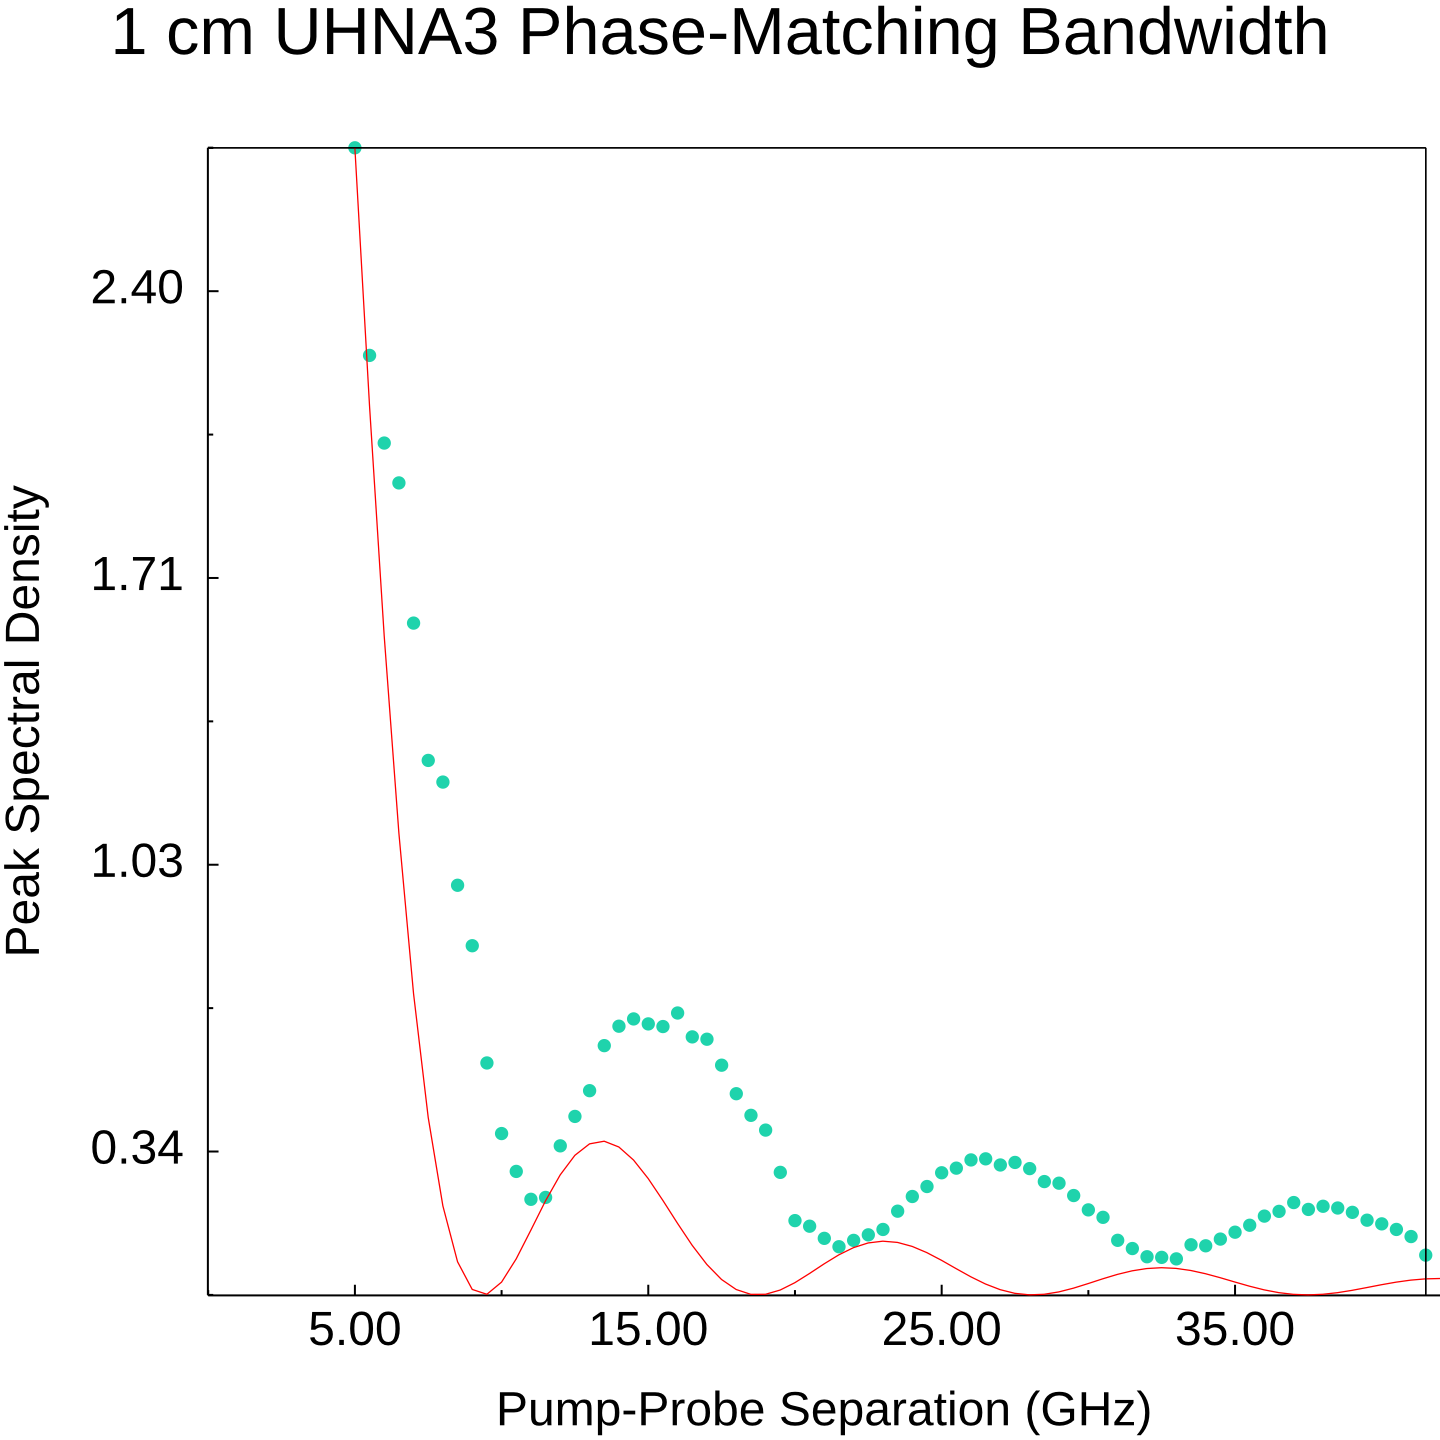 1 cm UHNA3 Phase-Matching Bandwidth
2.40
1.71
1.03
0.34
Peak Spectral Density
5.00 15.00 25.00 35.00
Pump-Probe Separation (GHz)